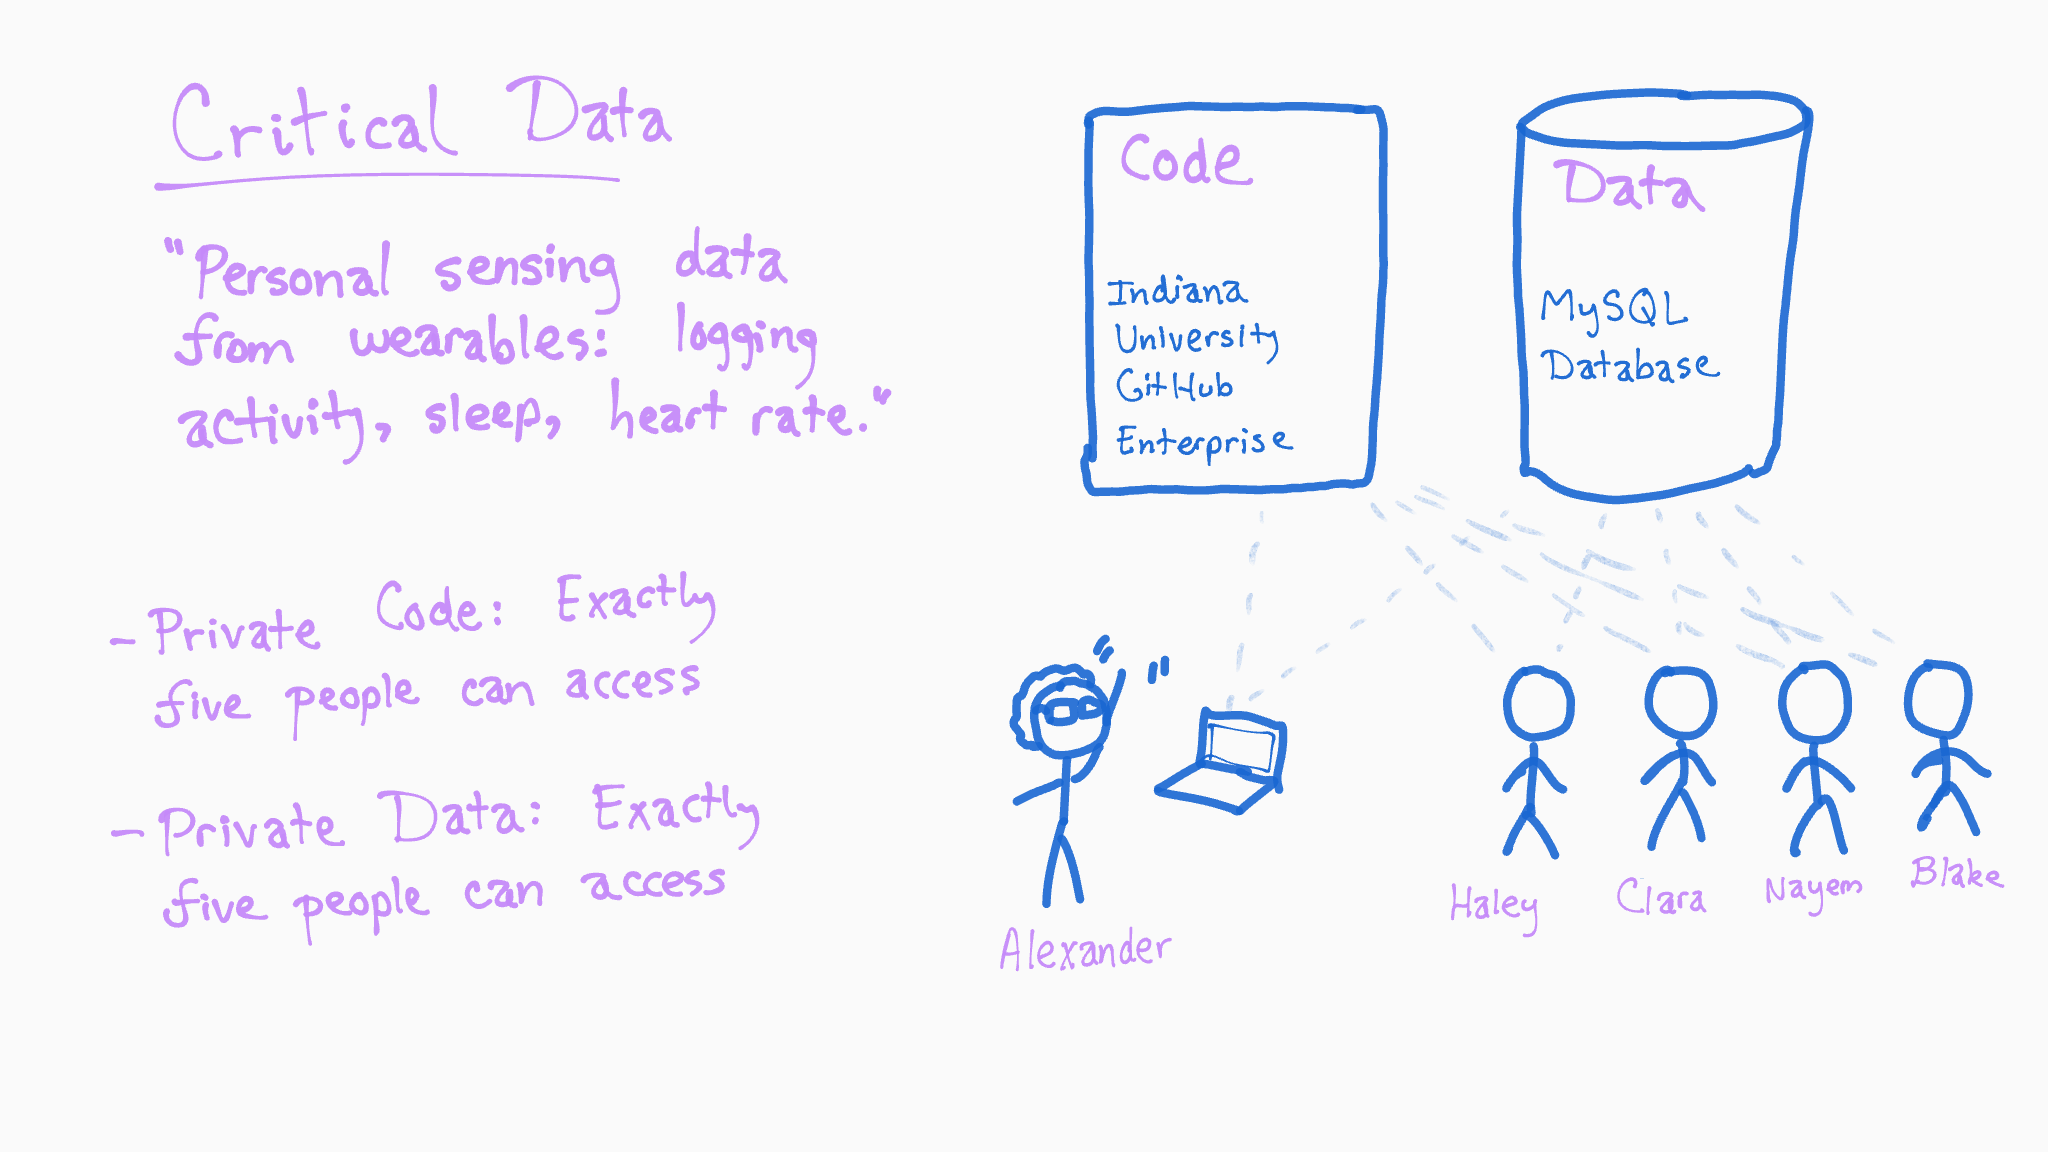 Critical Data
"Personal sensing data
from wearables: logging
activity, sleep, heart rate."
- Private Code: Exactly
five people can access
- Private Data: Exactly
five people can access
Code
Indiana
University
GitHub
Enterprise
Data
MySQL
Database
Alexander
Haley
Clara
Nayem
Blake